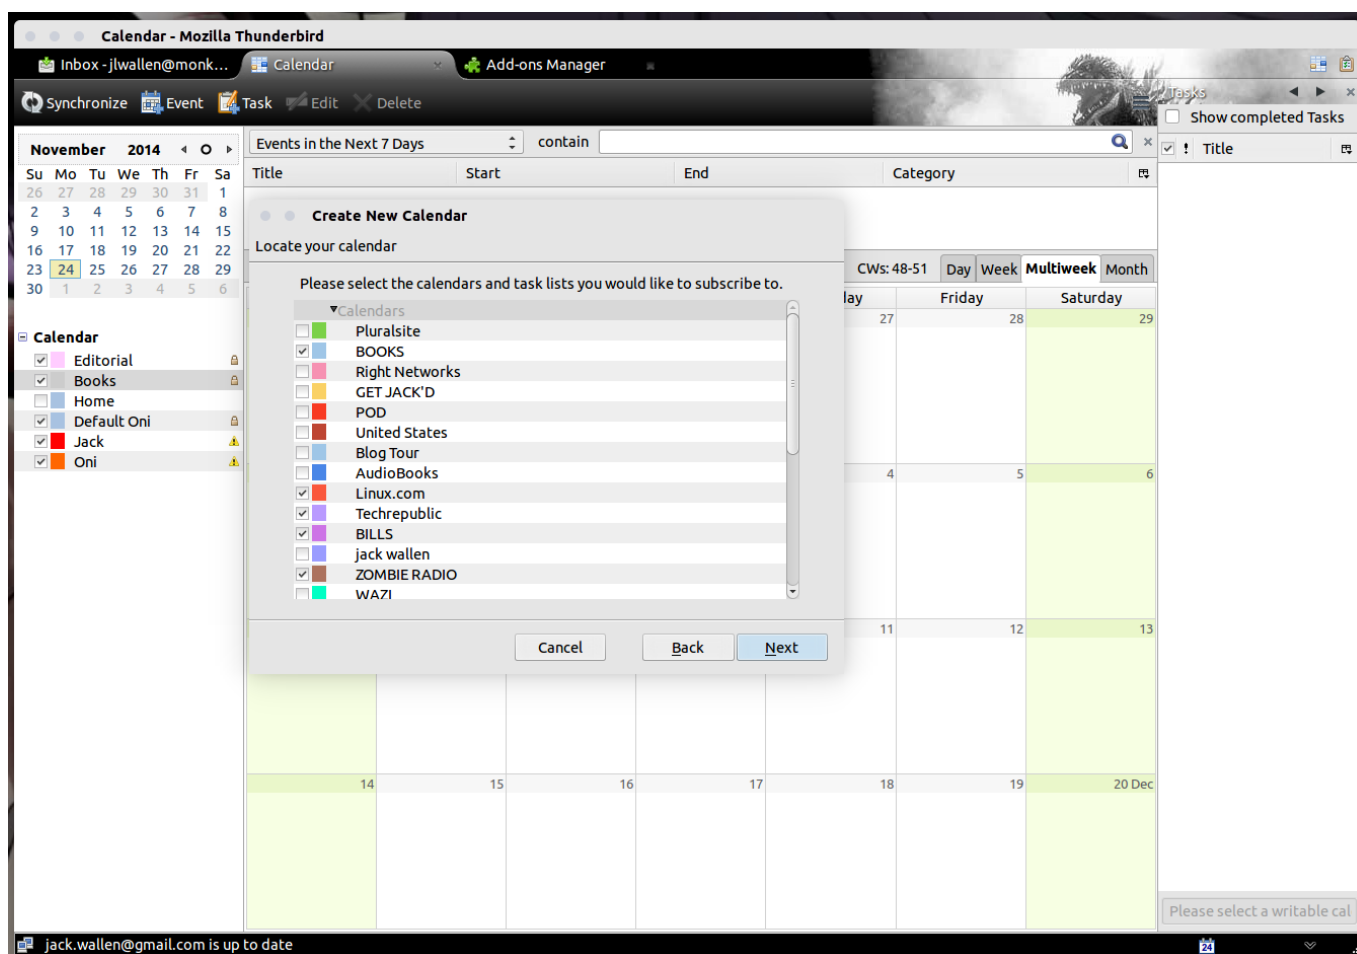 Calendar - Mozilla Thunderbird
Inbox - jlwallen@monk... Calendar Add-ons Manager
Synchronize Event Task Edit Delete
Tasks
Show completed Tasks
! Title
November 2014
Su Mo Tu We Th Fr Sa
26 27 28 29 30 31 1
2 3 4 5 6 7 8
9 10 11 12 13 14 15
16 17 18 19 20 21 22
23 24 25 26 27 28 29
30 1 2 3 4 5 6
Calendar
Editorial
Books
Home
Default Oni
Jack
Oni
Events in the Next 7 Days contain
Title Start End Category
Create New Calendar
Locate your calendar
Please select the calendars and task lists you would like to subscribe to.
Calendars
Pluralsite
BOOKS
Right Networks
GET JACK'D
POD
United States
Blog Tour
AudioBooks
Linux.com
Techrepublic
BILLS
jack wallen
ZOMBIE RADIO
WAZI
Cancel Back Next
CWs: 48-51 Day Week Multiweek Month
day Friday Saturday
27 28 29
4 5 6
11 12 13
14 15 16 17 18 19 20 Dec
Please select a writable cal
jack.wallen@gmail.com is up to date
24